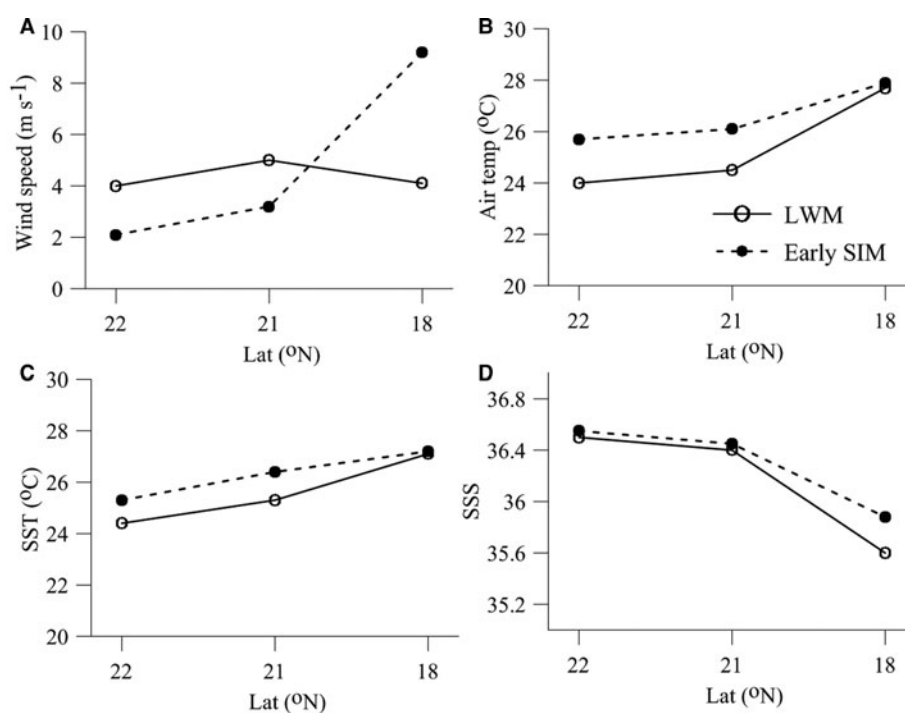 A
Wind speed (m s⁻¹)
10
8
6
4
2
0
22 21 18
Lat (ºN)
B
Air temp (ºC)
30
28
26
24
22
20
LWM
Early SIM
22 21 18
Lat (ºN)
C
SST (ºC)
30
28
26
24
22
20
22 21 18
Lat (ºN)
D
SSS
36.8
36.4
36
35.6
35.2
22 21 18
Lat (ºN)